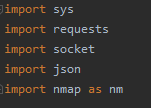 import sys
import requests
import socket
import json
import nmap as nm